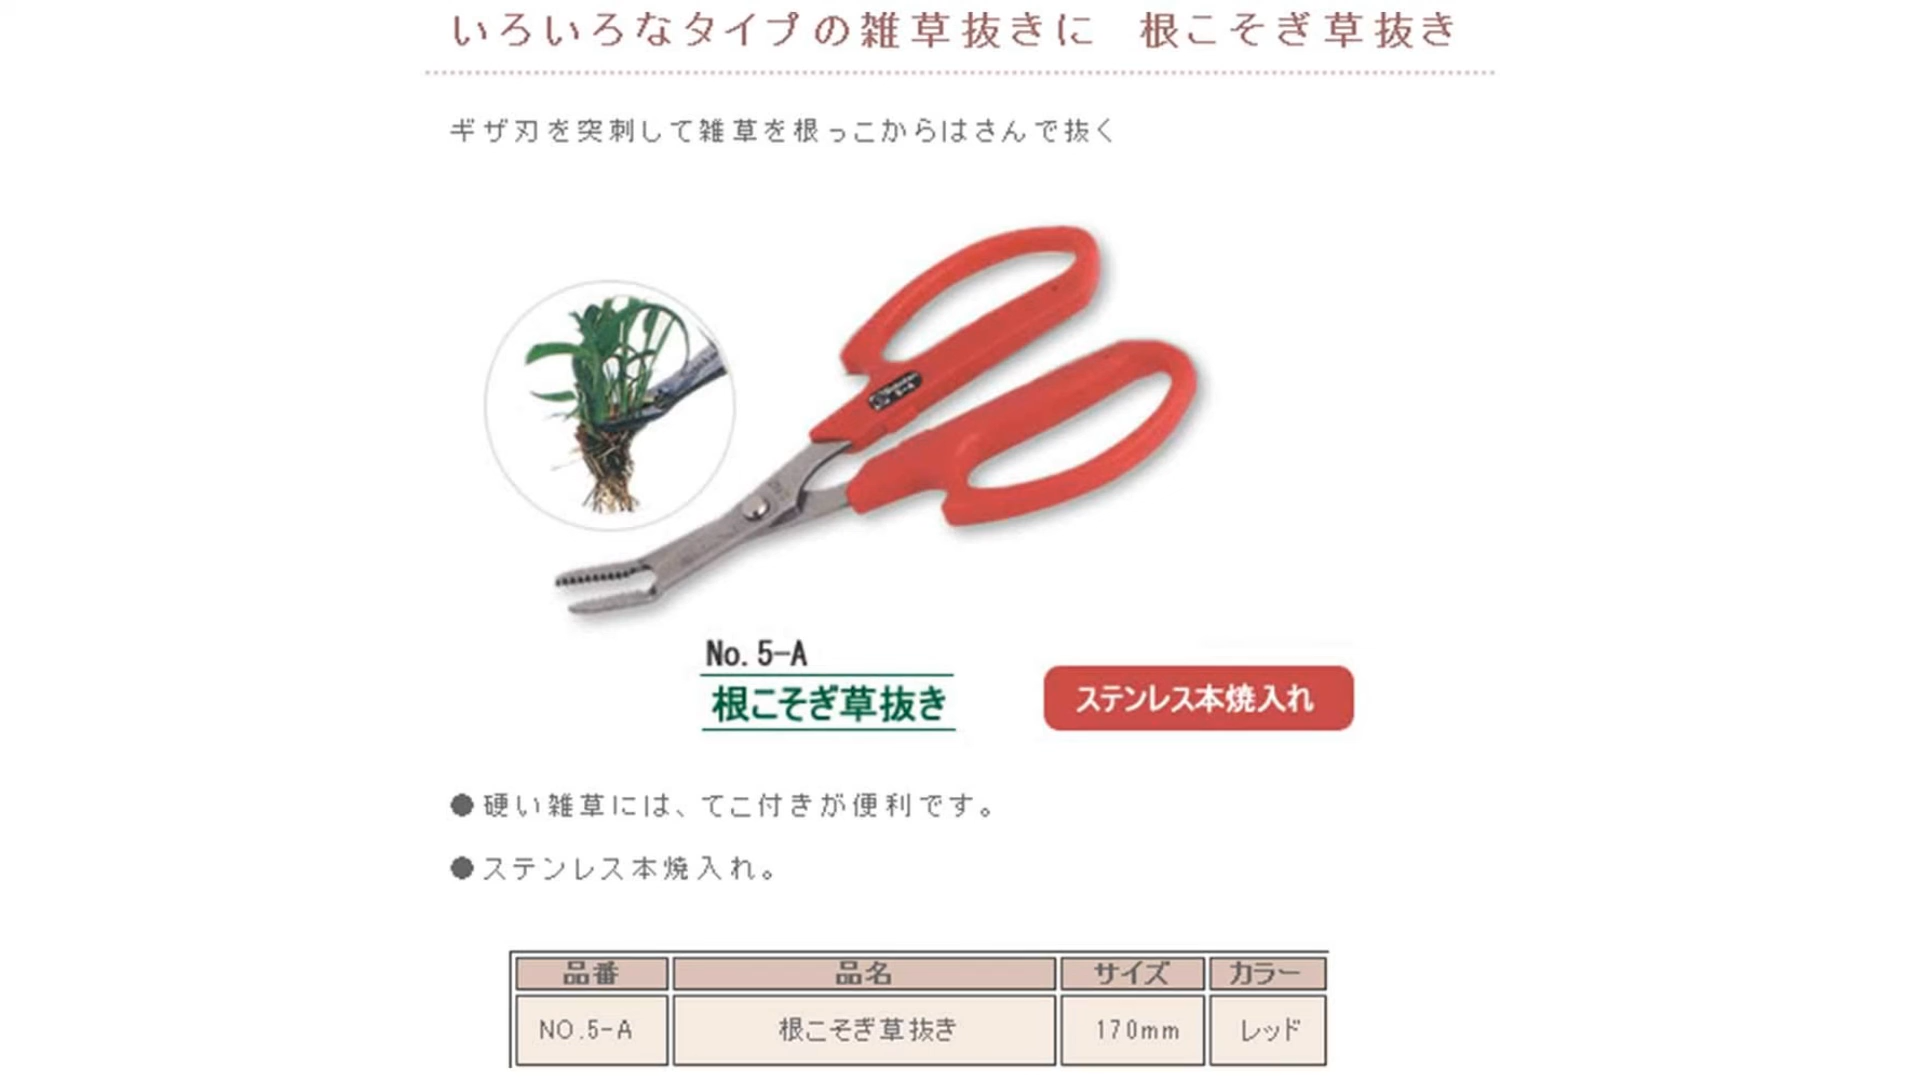 いろいろなタイプの雑草抜きに　根こそぎ草抜き
ギザ刃を突刺して雑草を根っこからはさんで抜く
No. 5-A
根こそぎ草抜き
ステンレス本焼入れ
●硬い雑草には、てこ付きが便利です。
●ステンレス本焼入れ。
品番 品名 サイズ カラー
NO.5-A 根こそぎ草抜き 170mm レッド